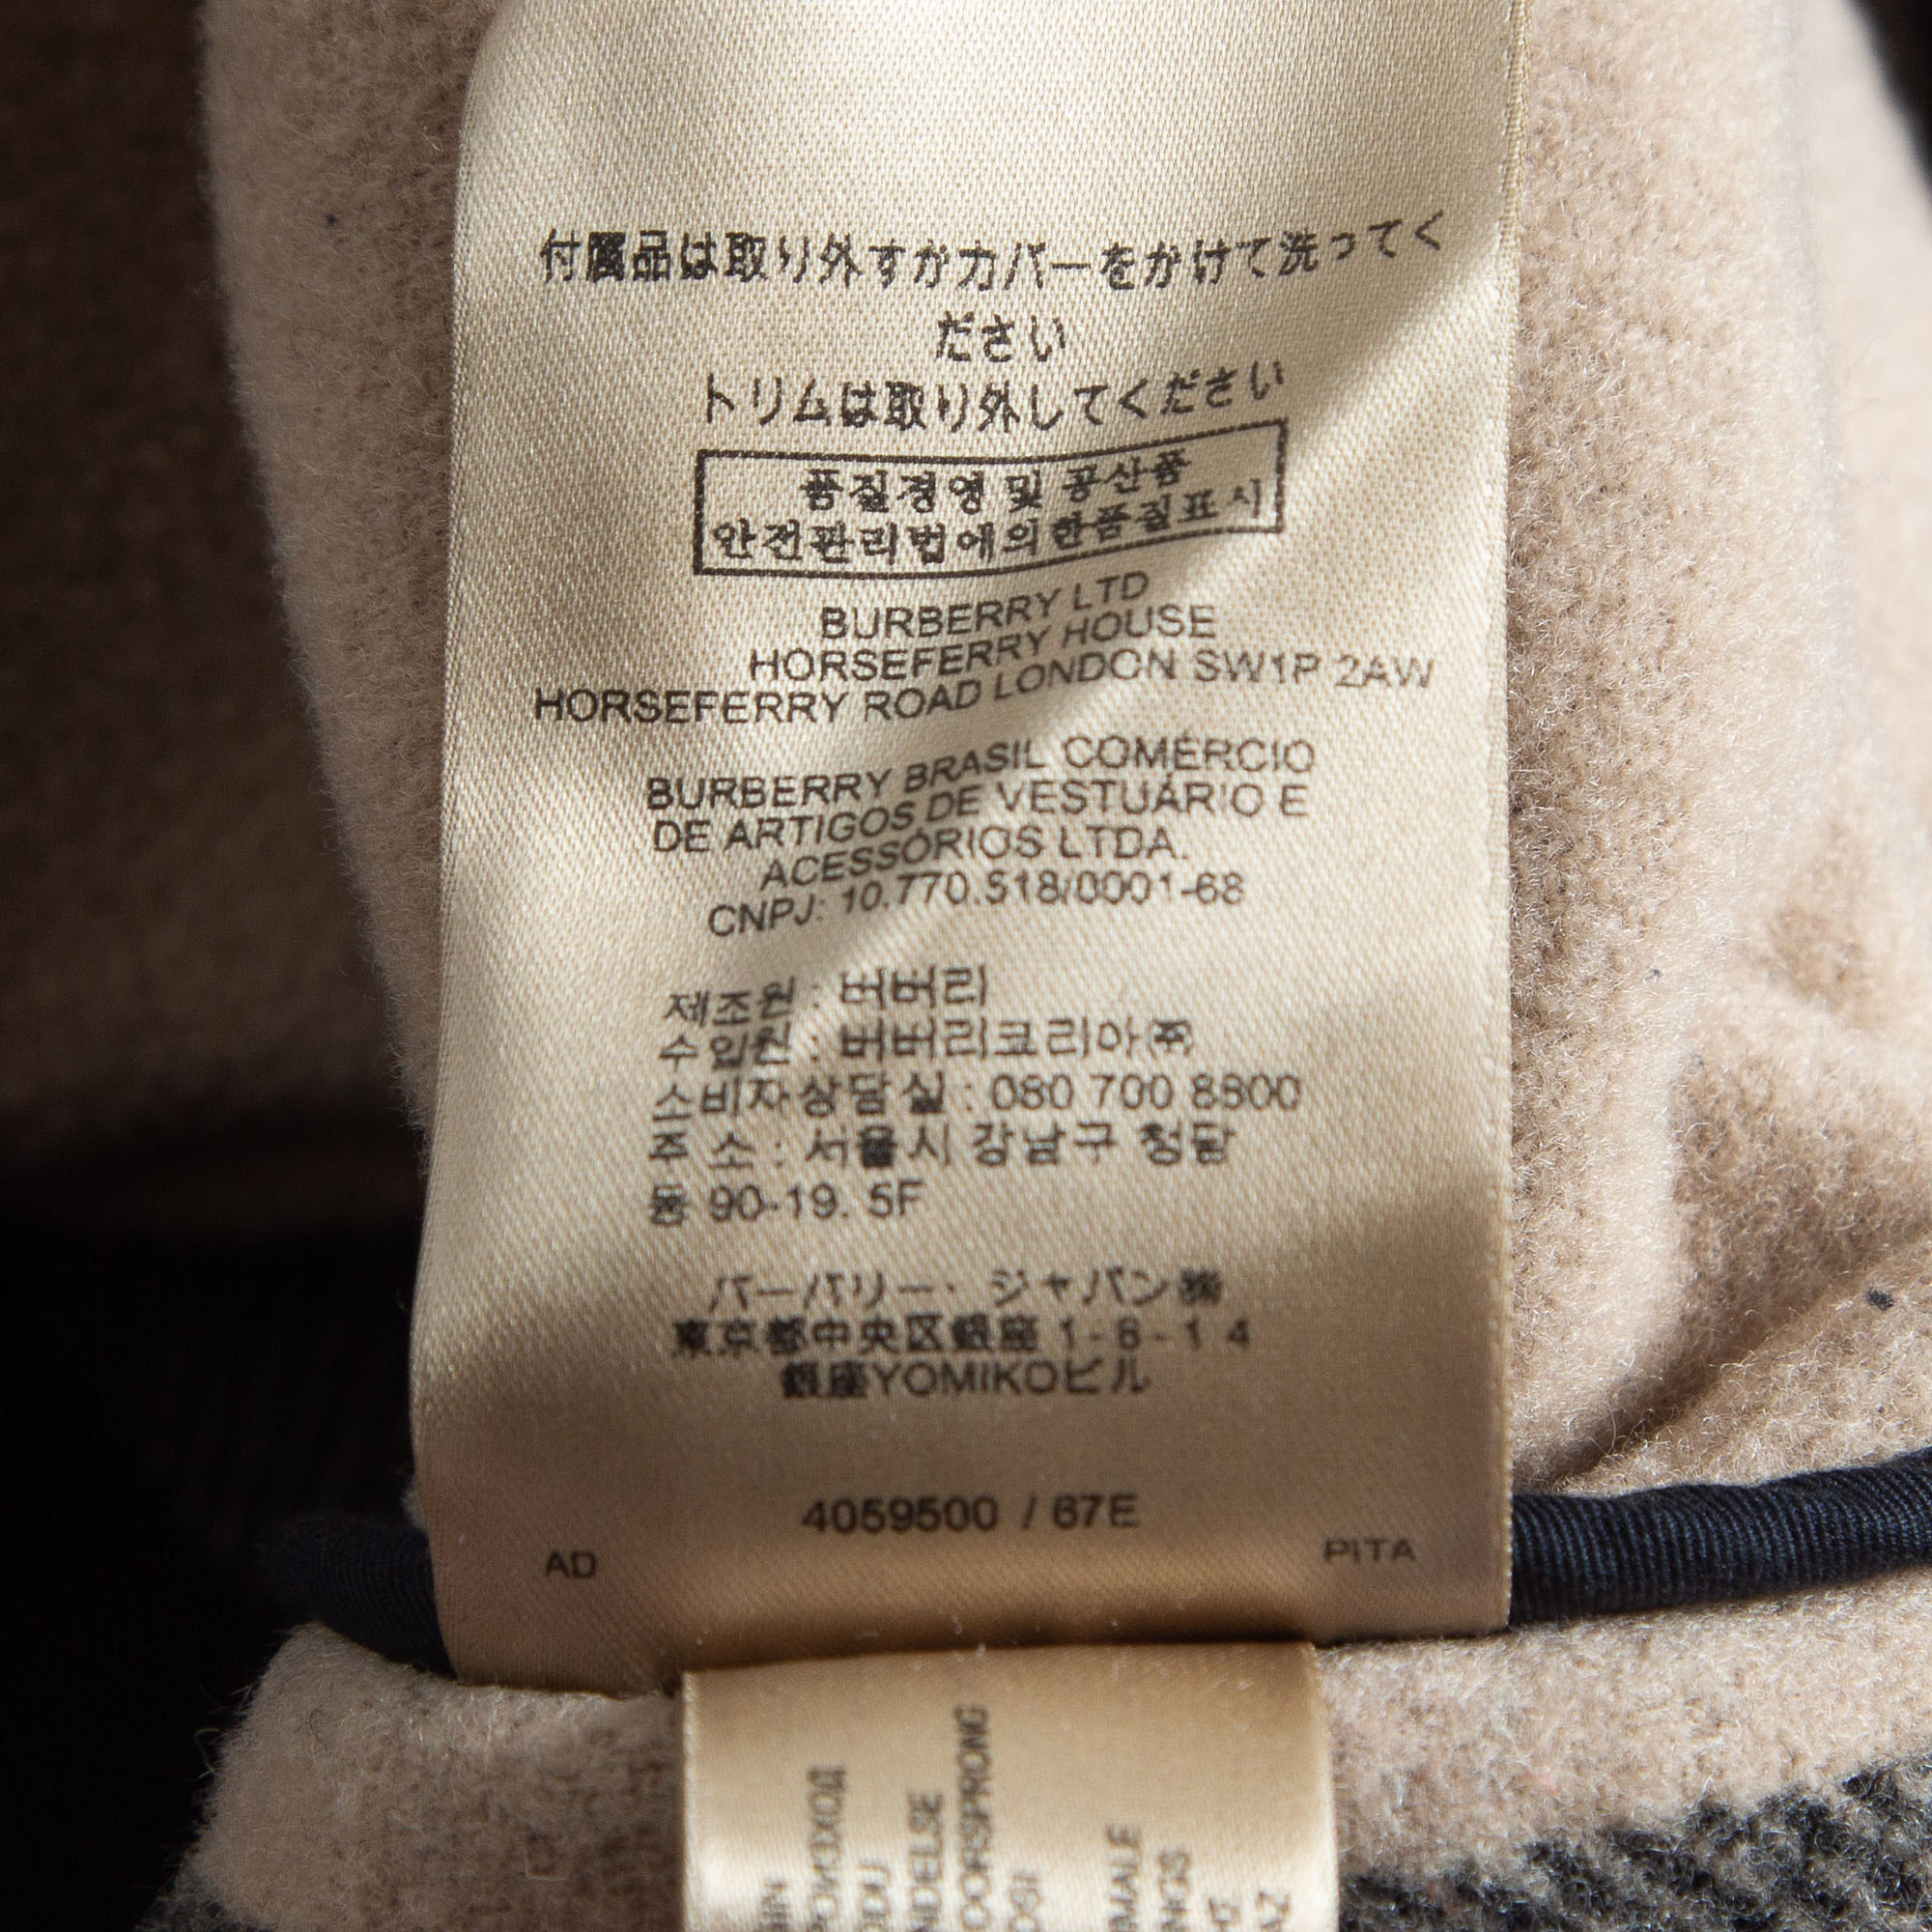 付属品は取り外すかカバーをかけて洗ってく
ださい
トリムは取り外してください
품질경영 및 공산품
안전관리법에의한품질표시
BURBERRY LTD
HORSEFERRY HOUSE
HORSEFERRY ROAD LONDON SW1P 2AW
BURBERRY BRASIL COMÉRCIO
DE ARTIGOS DE VESTUÁRIO E
ACESSÓRIOS LTDA.
CNPJ: 10.770.518/0001-68
제조원 : 버버리
수입원 : 버버리코리아㈜
소비자상담실 : 080 700 8800
주 소 : 서울시 강남구 청담
동 90-19. 5F
バーバリー・ジャパン㈱
東京都中央区銀座 1-8-14
銀座YOMIKOビル
4059500 / 67E
AD
PITA
NDELSE
OORSPRONG